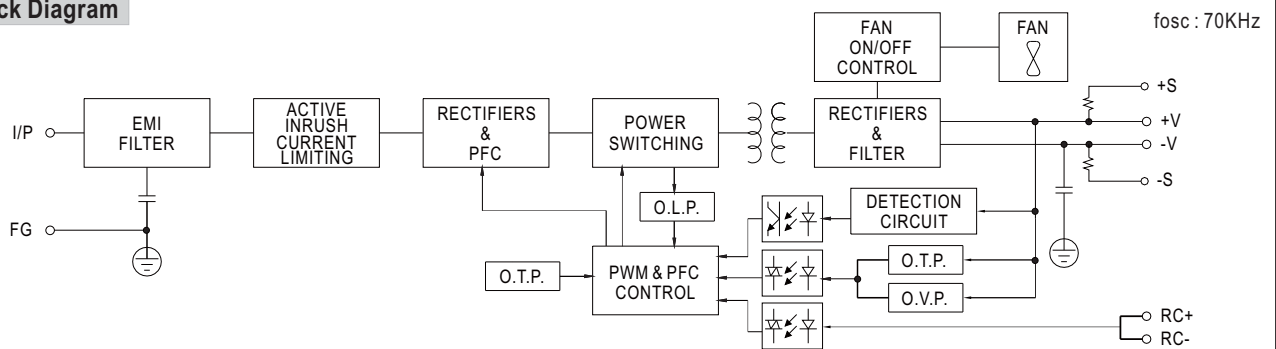 ck Diagram
fosc : 70KHz
FAN
ON/OFF
CONTROL
FAN
I/P
EMI
FILTER
ACTIVE
INRUSH
CURRENT
LIMITING
RECTIFIERS
&
PFC
POWER
SWITCHING
RECTIFIERS
&
FILTER
+S
+V
-V
-S
FG
O.L.P.
DETECTION
CIRCUIT
O.T.P.
PWM & PFC
CONTROL
O.T.P.
O.V.P.
RC+
RC-